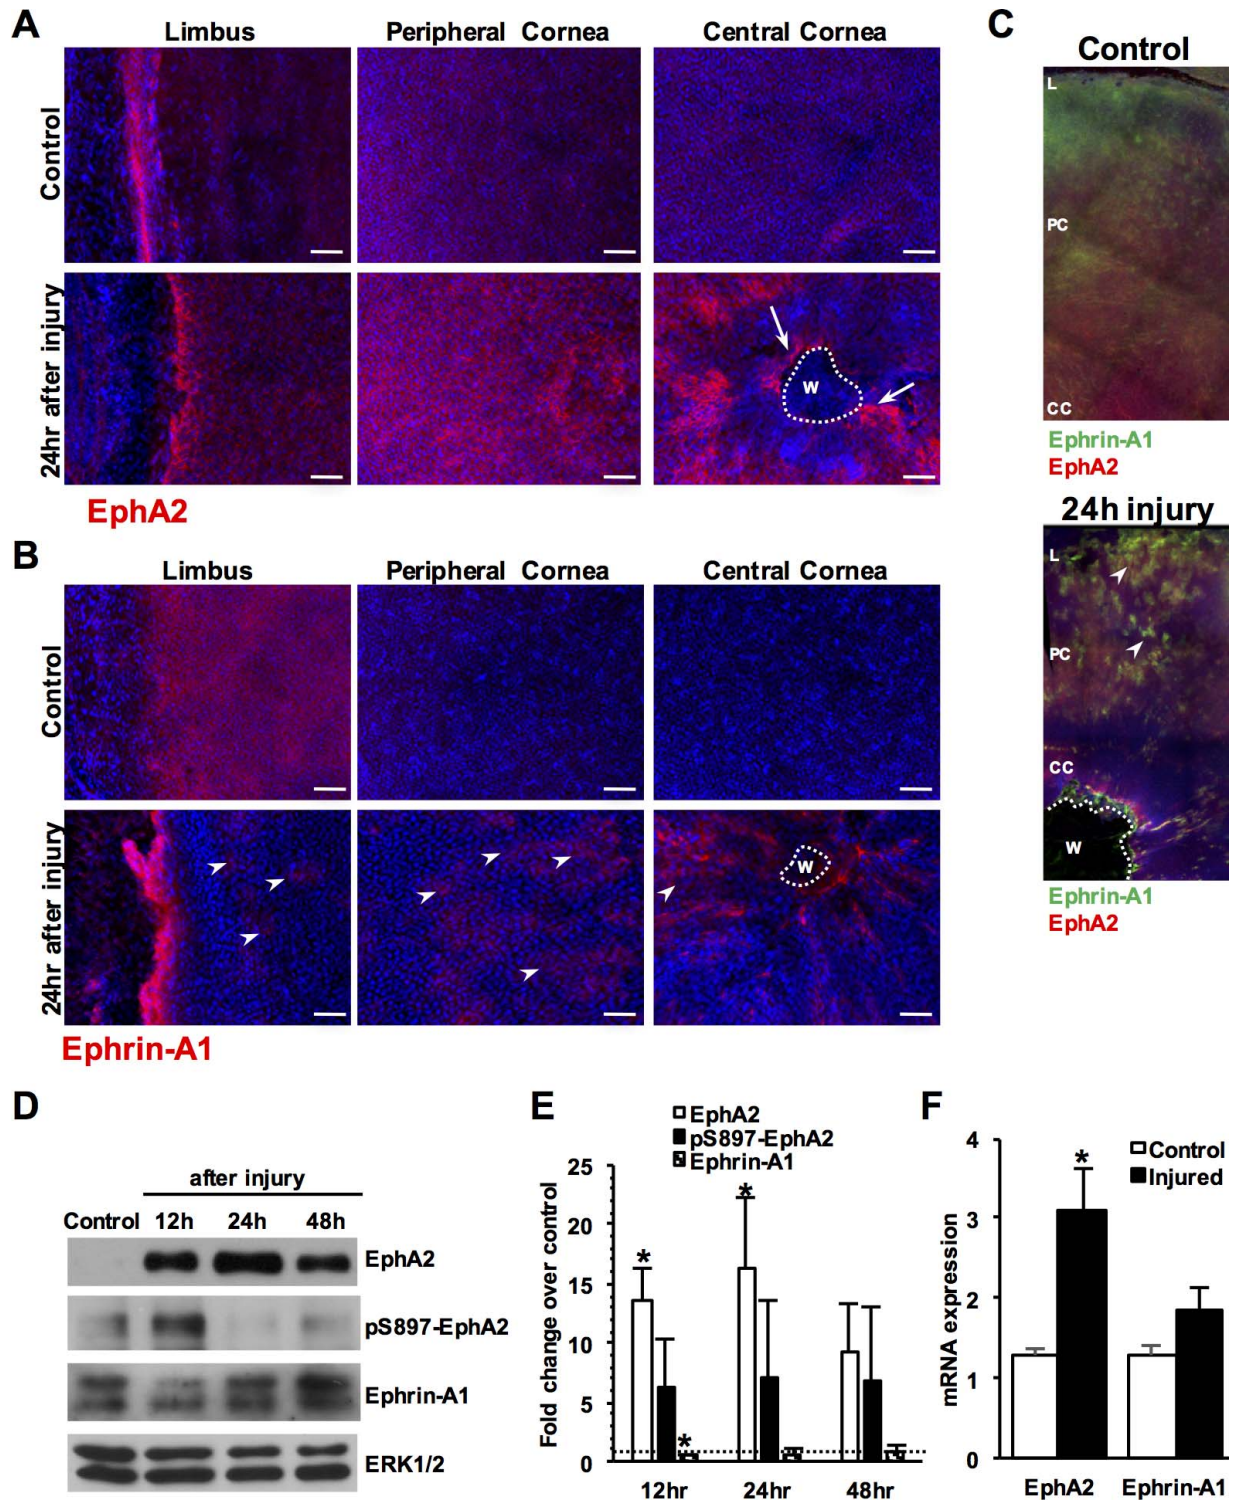 A
Limbus
Peripheral Cornea
Central Cornea
Control
24hr after injury
W
EphA2
B
Limbus
Peripheral Cornea
Central Cornea
Control
24hr after injury
W
Ephrin-A1
C
Control
L
PC
CC
Ephrin-A1
EphA2
24h injury
L
PC
CC
W
Ephrin-A1
EphA2
D
after injury
Control 12h 24h 48h
EphA2
pS897-EphA2
Ephrin-A1
ERK1/2
E
EphA2
pS897-EphA2
Ephrin-A1
Fold change over control
25
20
15
10
5
0
*
*
*
12hr 24hr 48hr
F
Control
Injured
mRNA expression
4
3
2
1
0
*
EphA2 Ephrin-A1